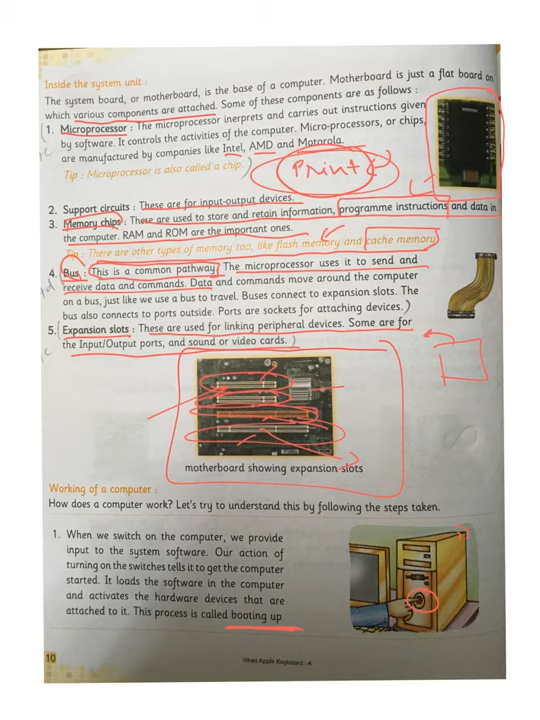 Inside the system unit :
The system board, or motherboard, is the base of a computer. Motherboard is just a flat board on
which various components are attached. Some of these components are as follows :
1. Microprocessor : The microprocessor inerprets and carries out instructions given
by software. It controls the activities of the computer. Micro-processors, or chips,
are manufactured by companies like Intel, AMD and Motorola.
Tip : Microprocessor is also called a chip.
Print
2. Support circuits : These are for input-output devices.
3. Memory chips : These are used to store and retain information, programme instructions and data in
the computer. RAM and ROM are the important ones.
Tip : There are other types of memory too, like flash memory and cache memory
4. Bus : This is a common pathway. The microprocessor uses it to send and
receive data and commands. Data and commands move around the computer
on a bus, just like we use a bus to travel. Buses connect to expansion slots. The
bus also connects to ports outside. Ports are sockets for attaching devices.
5. Expansion slots : These are used for linking peripheral devices. Some are for
the Input/Output ports, and sound or video cards.
motherboard showing expansion slots
Working of a computer :
How does a computer work? Let's try to understand this by following the steps taken.
1. When we switch on the computer, we provide
input to the system software. Our action of
turning on the switches tells it to get the computer
started. It loads the software in the computer
and activates the hardware devices that are
attached to it. This process is called booting up.
10
Vikas Apple Keyboard : 4